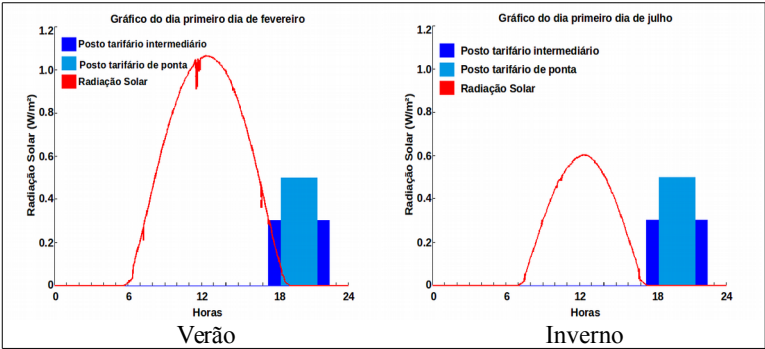 Gráfico do dia primeiro dia de fevereiro
1.2
1.0
0.8
0.6
0.4
0.2
0
Radiação Solar (W/m²)
Posto tarifário intermediário
Posto tarifário de ponta
Radiação Solar
0 6 12 18 24
Horas
Verão
Gráfico do dia primeiro dia de julho
1.2
1.0
0.8
0.6
0.4
0.2
0
Radiação Solar (W/m²)
Posto tarifário intermediário
Posto tarifário de ponta
Radiação Solar
0 6 12 18 24
Horas
Inverno